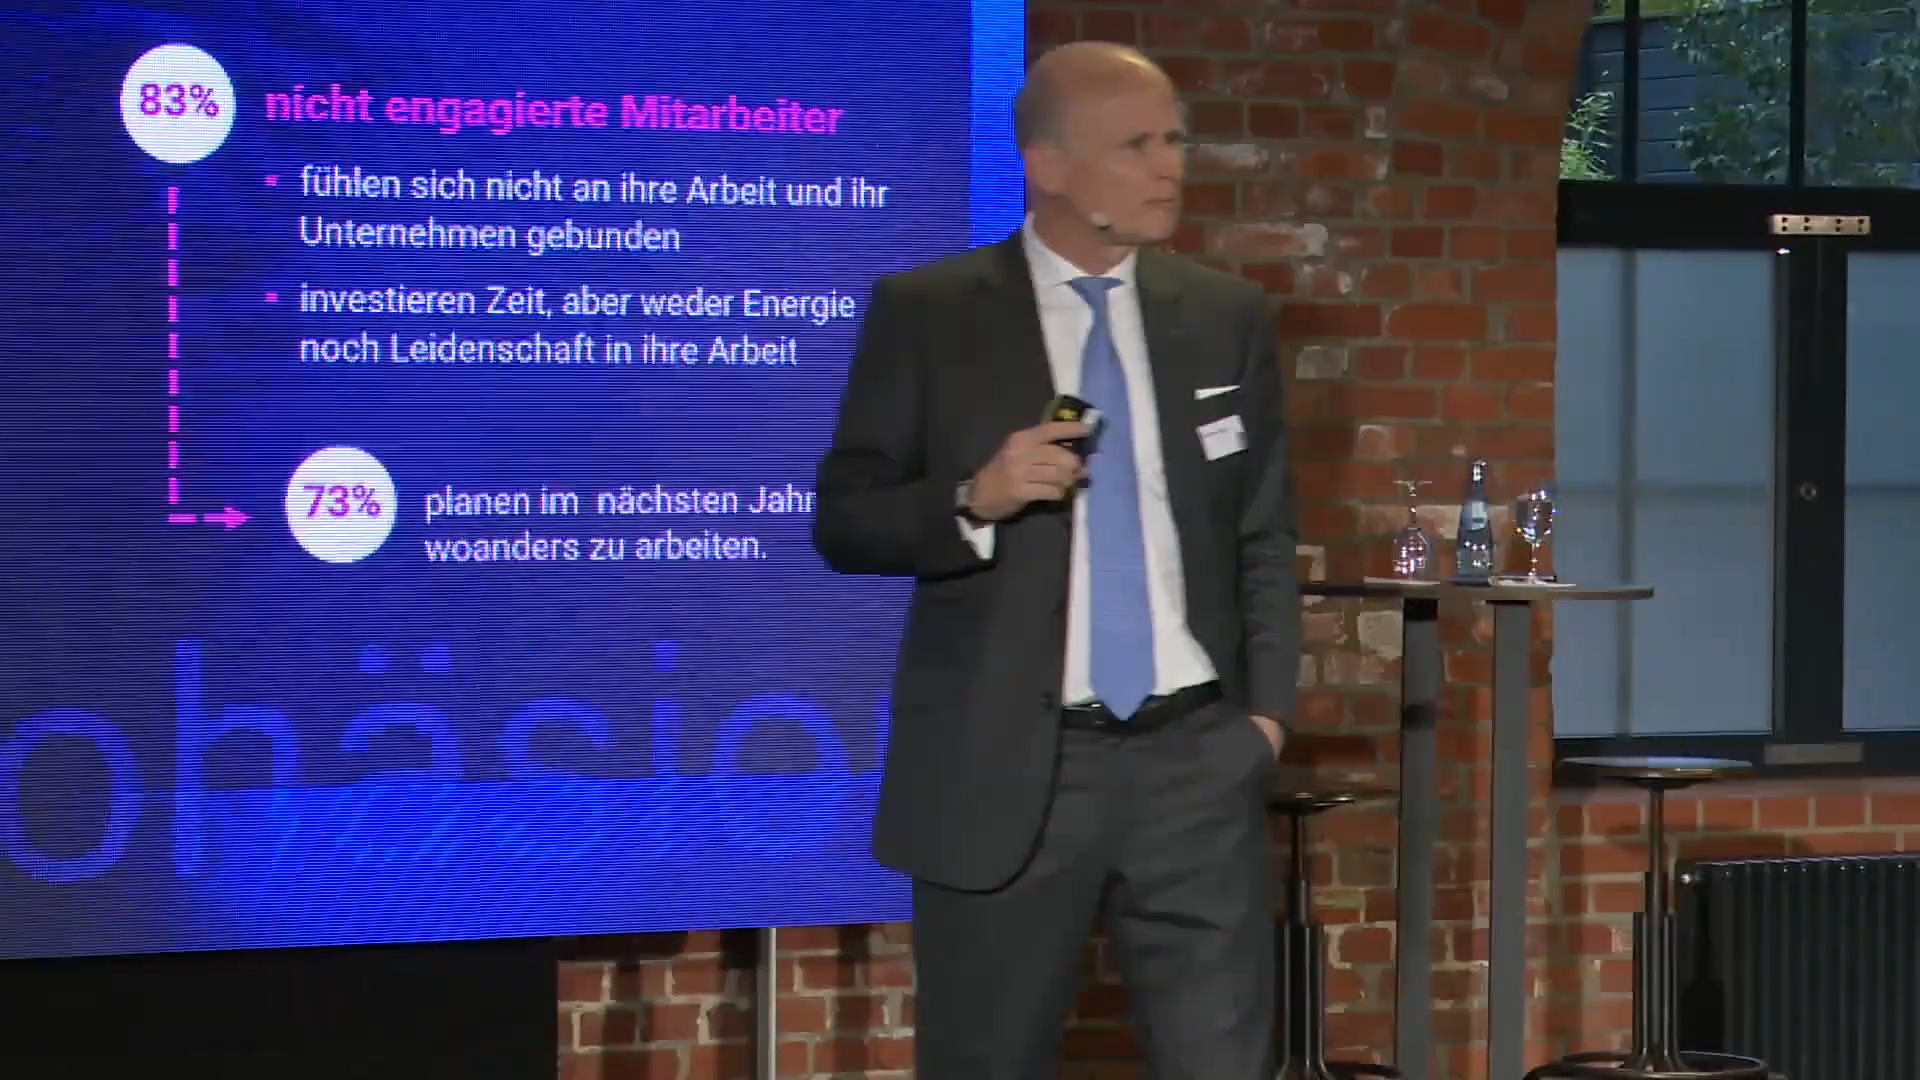 83%
nicht engagierte Mitarbeiter
fühlen sich nicht an ihre Arbeit und ihr
Unternehmen gebunden
investieren Zeit, aber weder Energie
noch Leidenschaft in ihre Arbeit
73%
planen im nächsten Jahr
woanders zu arbeiten.
ohäsion